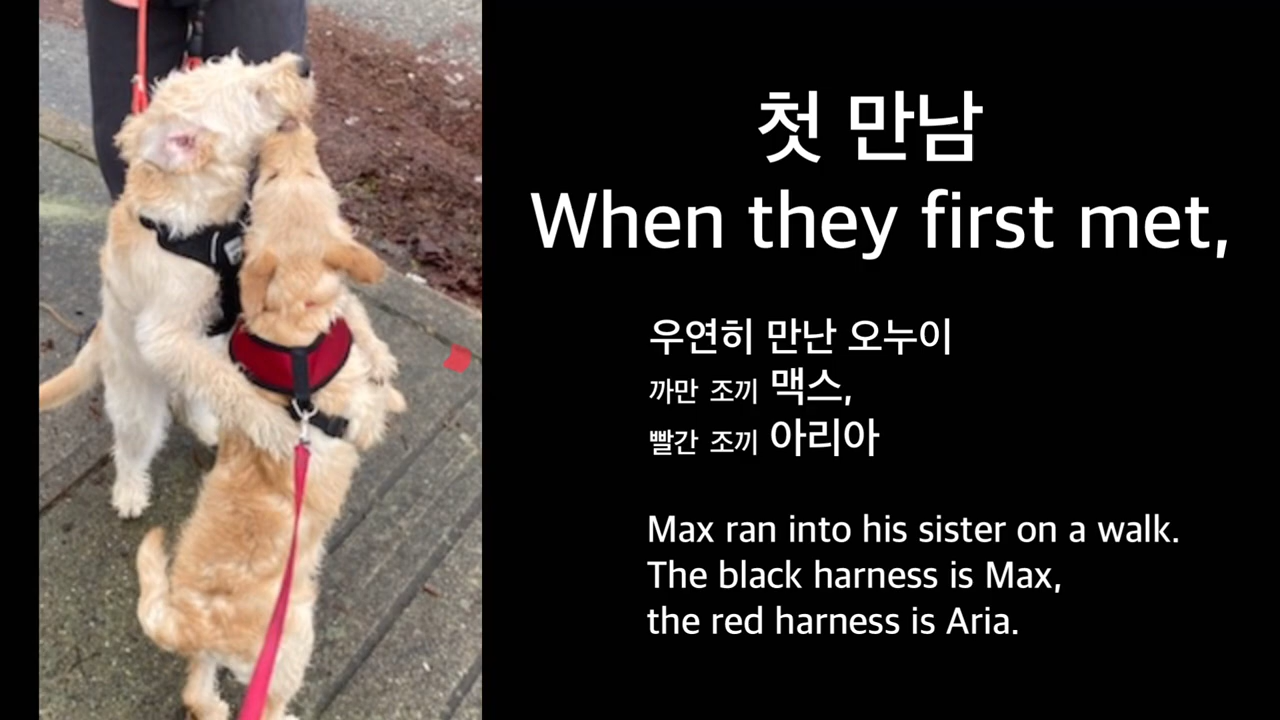 첫 만남
When they first met,
우연히 만난 오누이
까만 조끼 맥스,
빨간 조끼 아리아
Max ran into his sister on a walk.
The black harness is Max,
the red harness is Aria.